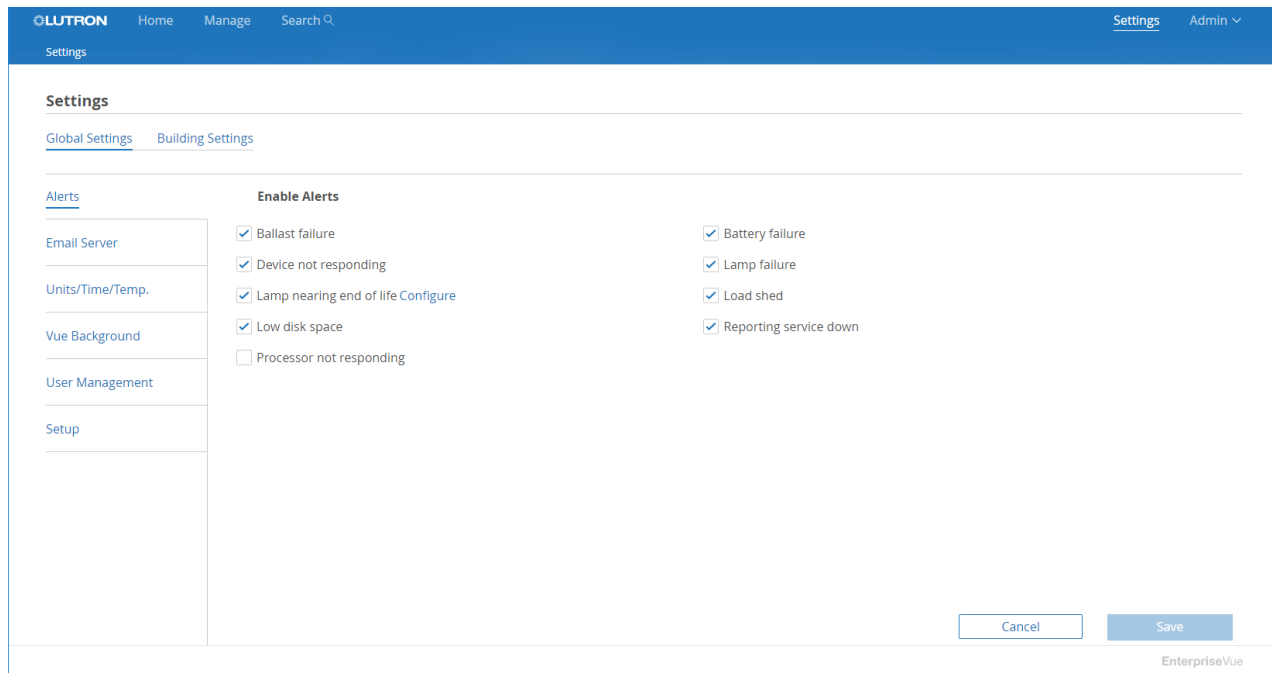 LUTRON Home Manage Search Settings Admin
Settings
Settings
Global Settings Building Settings
Alerts
Email Server
Units/Time/Temp.
Vue Background
User Management
Setup
Enable Alerts
Ballast failure Battery failure
Device not responding Lamp failure
Lamp nearing end of life Configure Load shed
Low disk space Reporting service down
Processor not responding
Cancel Save
EnterpriseVue